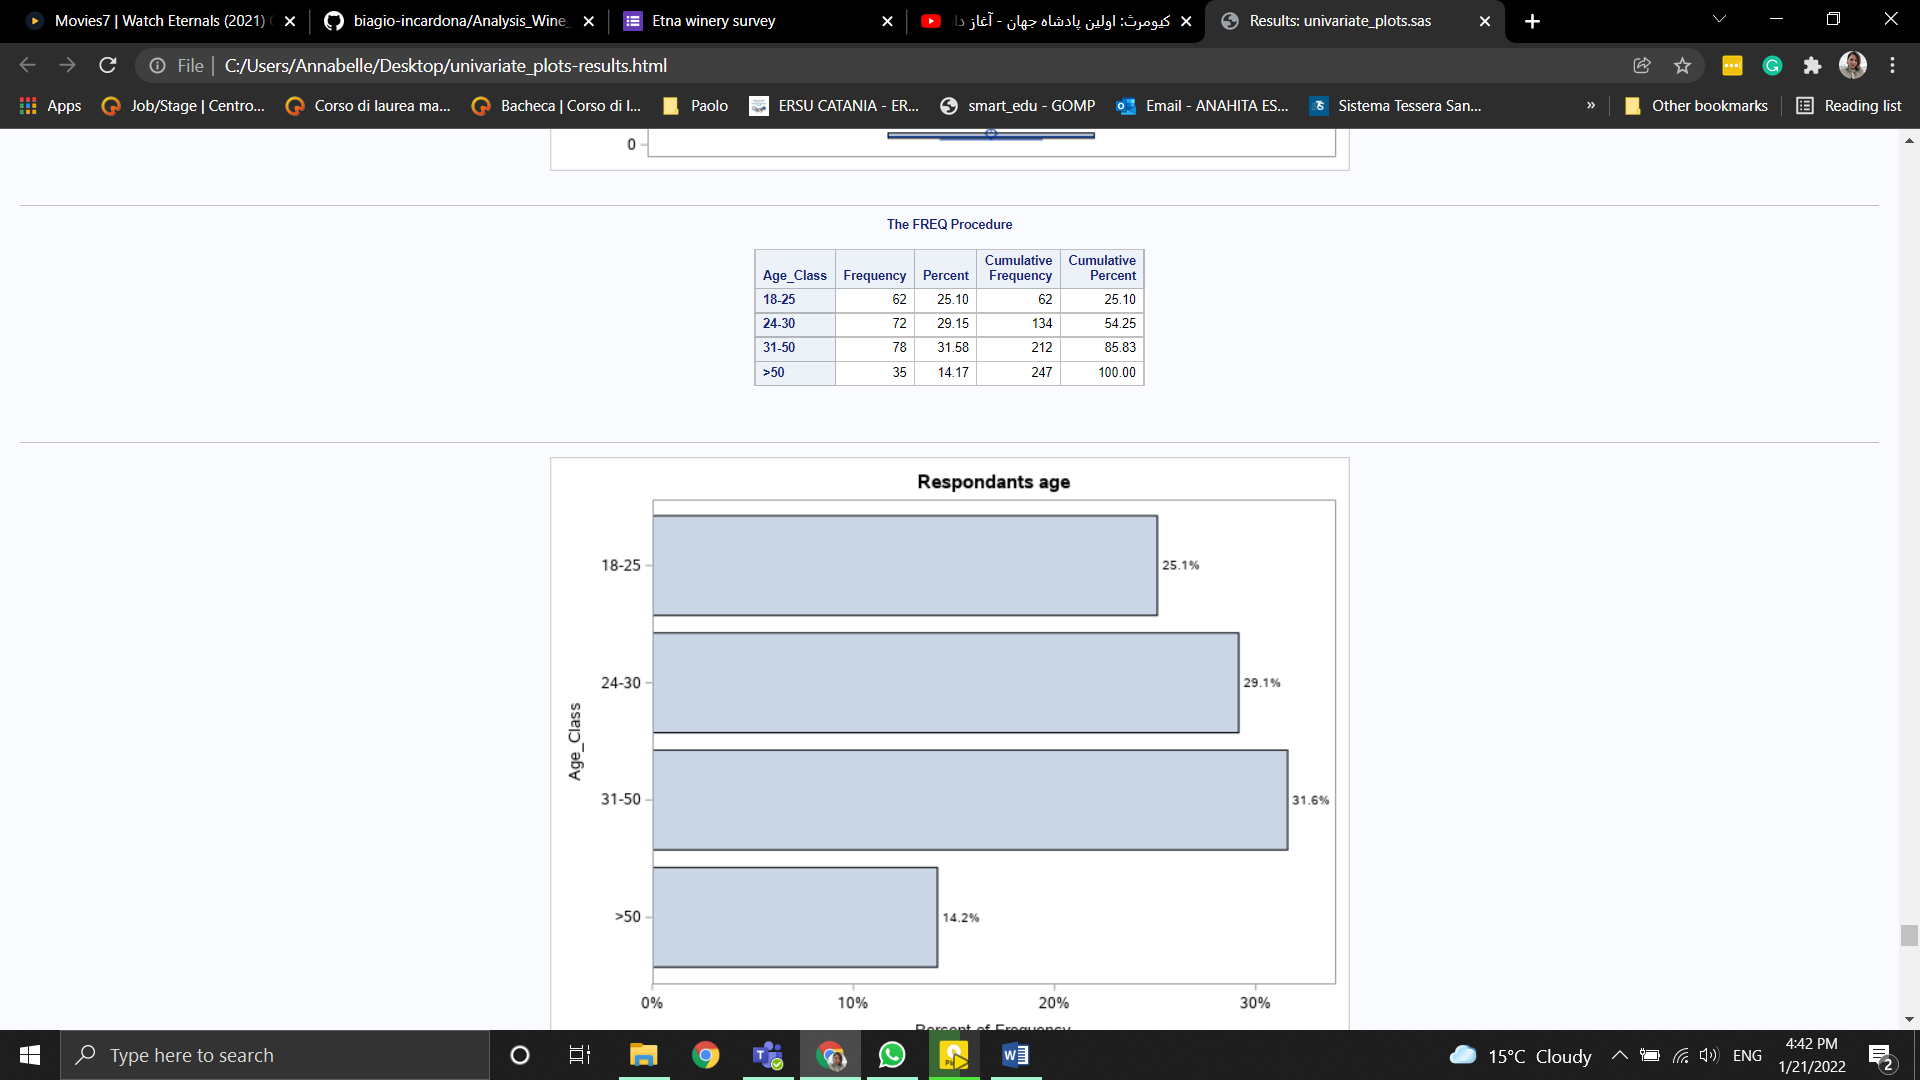 Movies7 | Watch Eternals (2021)
biagio-incardona/Analysis_Wine_
Etna winery survey
کیومرث: اولین پادشاه جهان - آغاز دا
Results: univariate_plots.sas
File | C:/Users/Annabelle/Desktop/univariate_plots-results.html
Apps
Job/Stage | Centro...
Corso di laurea ma...
Bacheca | Corso di l...
Paolo
ERSU CATANIA - ER...
smart_edu - GOMP
Email - ANAHITA ES...
Sistema Tessera San...
»
Other bookmarks
Reading list
0
The FREQ Procedure
Age_Class Frequency Percent Cumulative Frequency Cumulative Percent
18-25 62 25.10 62 25.10
24-30 72 29.15 134 54.25
31-50 78 31.58 212 85.83
>50 35 14.17 247 100.00
Respondants age
18-25 25.1%
24-30 29.1%
Age_Class
31-50 31.6%
>50 14.2%
0% 10% 20% 30%
Percent of Frequency
Type here to search
15°C Cloudy
ENG
4:42 PM
1/21/2022
2